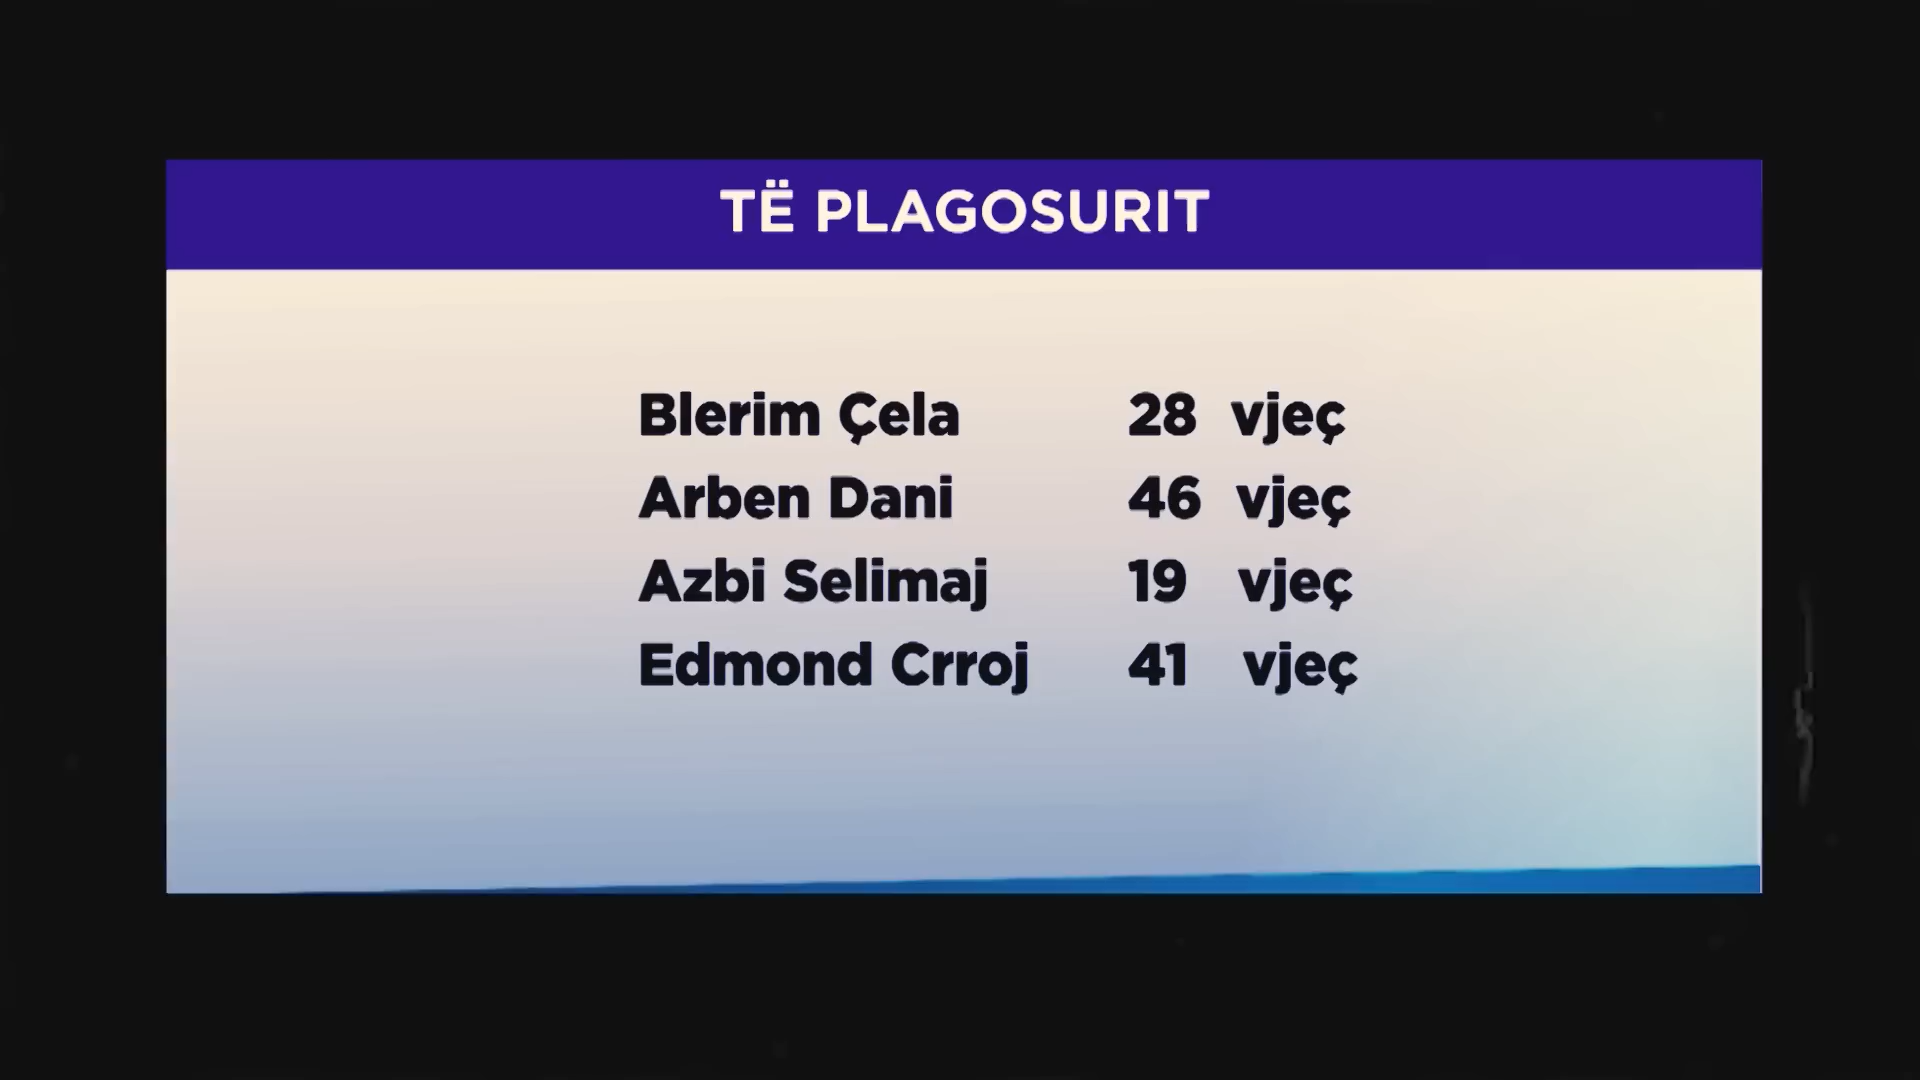 TË PLAGOSURIT
Blerim Çela 28 vjeç
Arben Dani 46 vjeç
Azbi Selimaj 19 vjeç
Edmond Crroj 41 vjeç